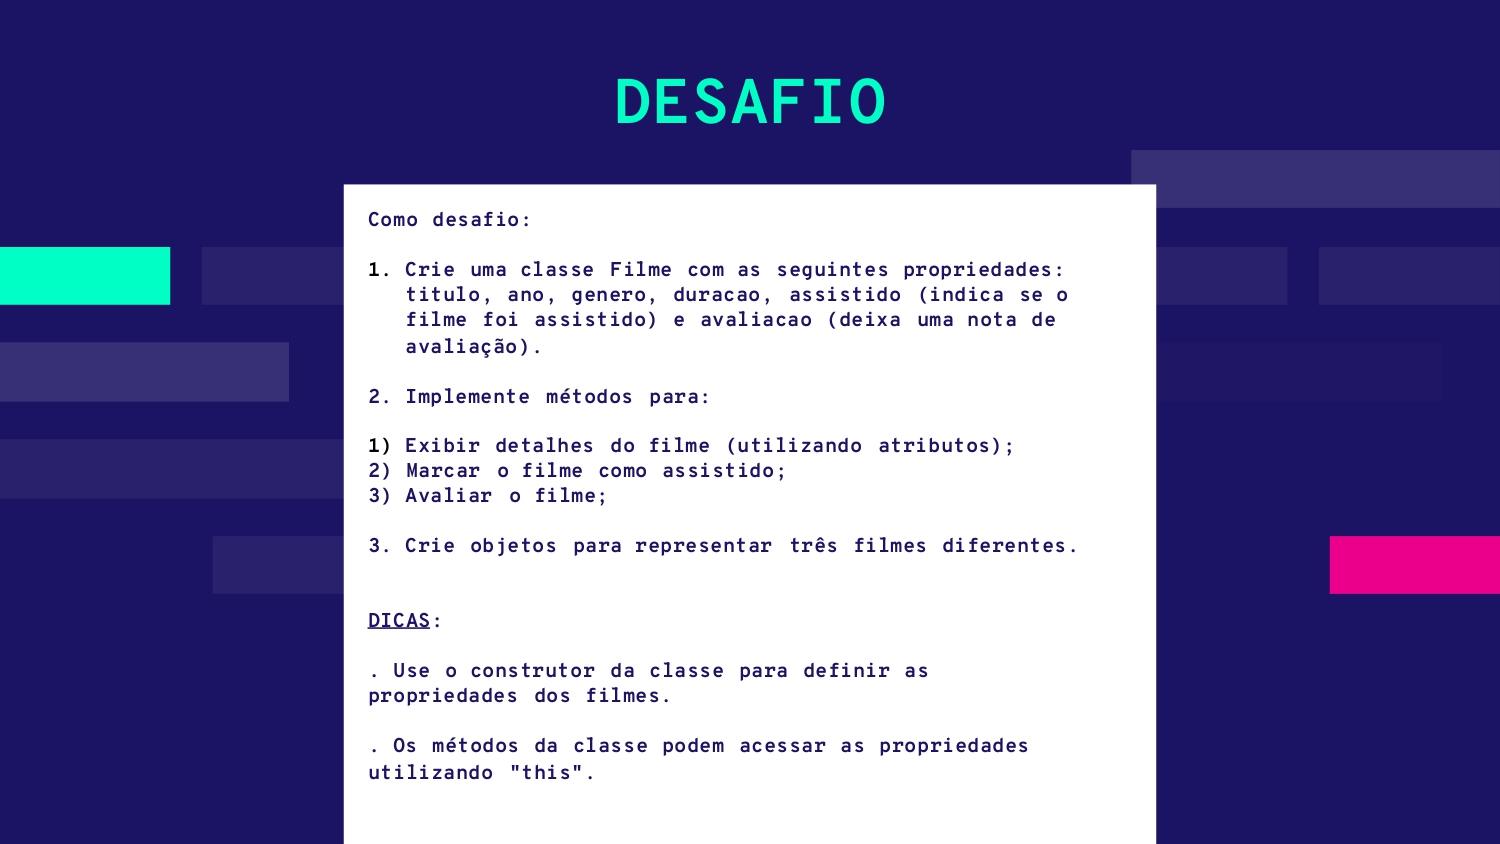 DESAFIO
Como desafio:
1. Crie uma classe Filme com as seguintes propriedades:
titulo, ano, genero, duracao, assistido (indica se o
filme foi assistido) e avaliacao (deixa uma nota de
avaliação).
2. Implemente métodos para:
1) Exibir detalhes do filme (utilizando atributos);
2) Marcar o filme como assistido;
3) Avaliar o filme;
3. Crie objetos para representar três filmes diferentes.
DICAS:
. Use o construtor da classe para definir as
propriedades dos filmes.
. Os métodos da classe podem acessar as propriedades
utilizando "this".